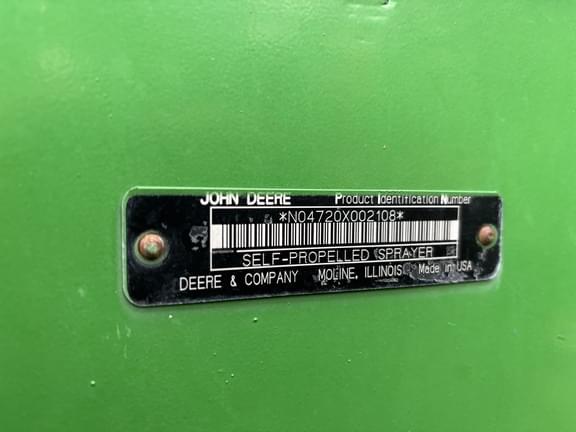 JOHN DEERE Product Identification Number
*N04720X002108*
SELF-PROPELLED SPRAYER
DEERE & COMPANY MOLINE, ILLINOIS Made in USA